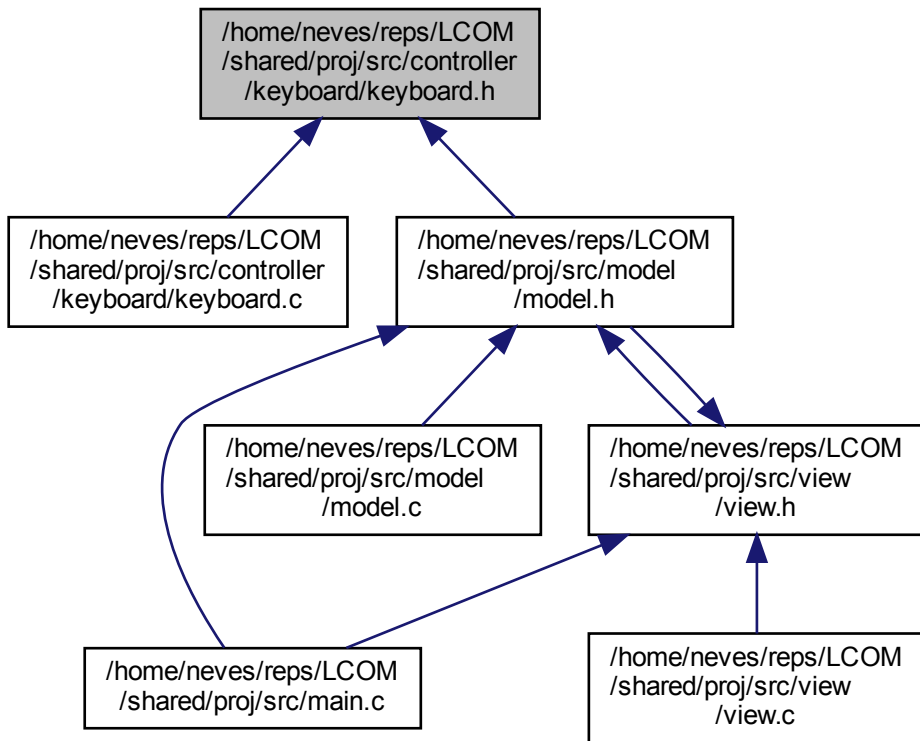 /home/neves/reps/LCOM
/shared/proj/src/controller
/keyboard/keyboard.h
/home/neves/reps/LCOM
/shared/proj/src/controller
/keyboard/keyboard.c
/home/neves/reps/LCOM
/shared/proj/src/model
/model.h
/home/neves/reps/LCOM
/shared/proj/src/model
/model.c
/home/neves/reps/LCOM
/shared/proj/src/view
/view.h
/home/neves/reps/LCOM
/shared/proj/src/main.c
/home/neves/reps/LCOM
/shared/proj/src/view
/view.c